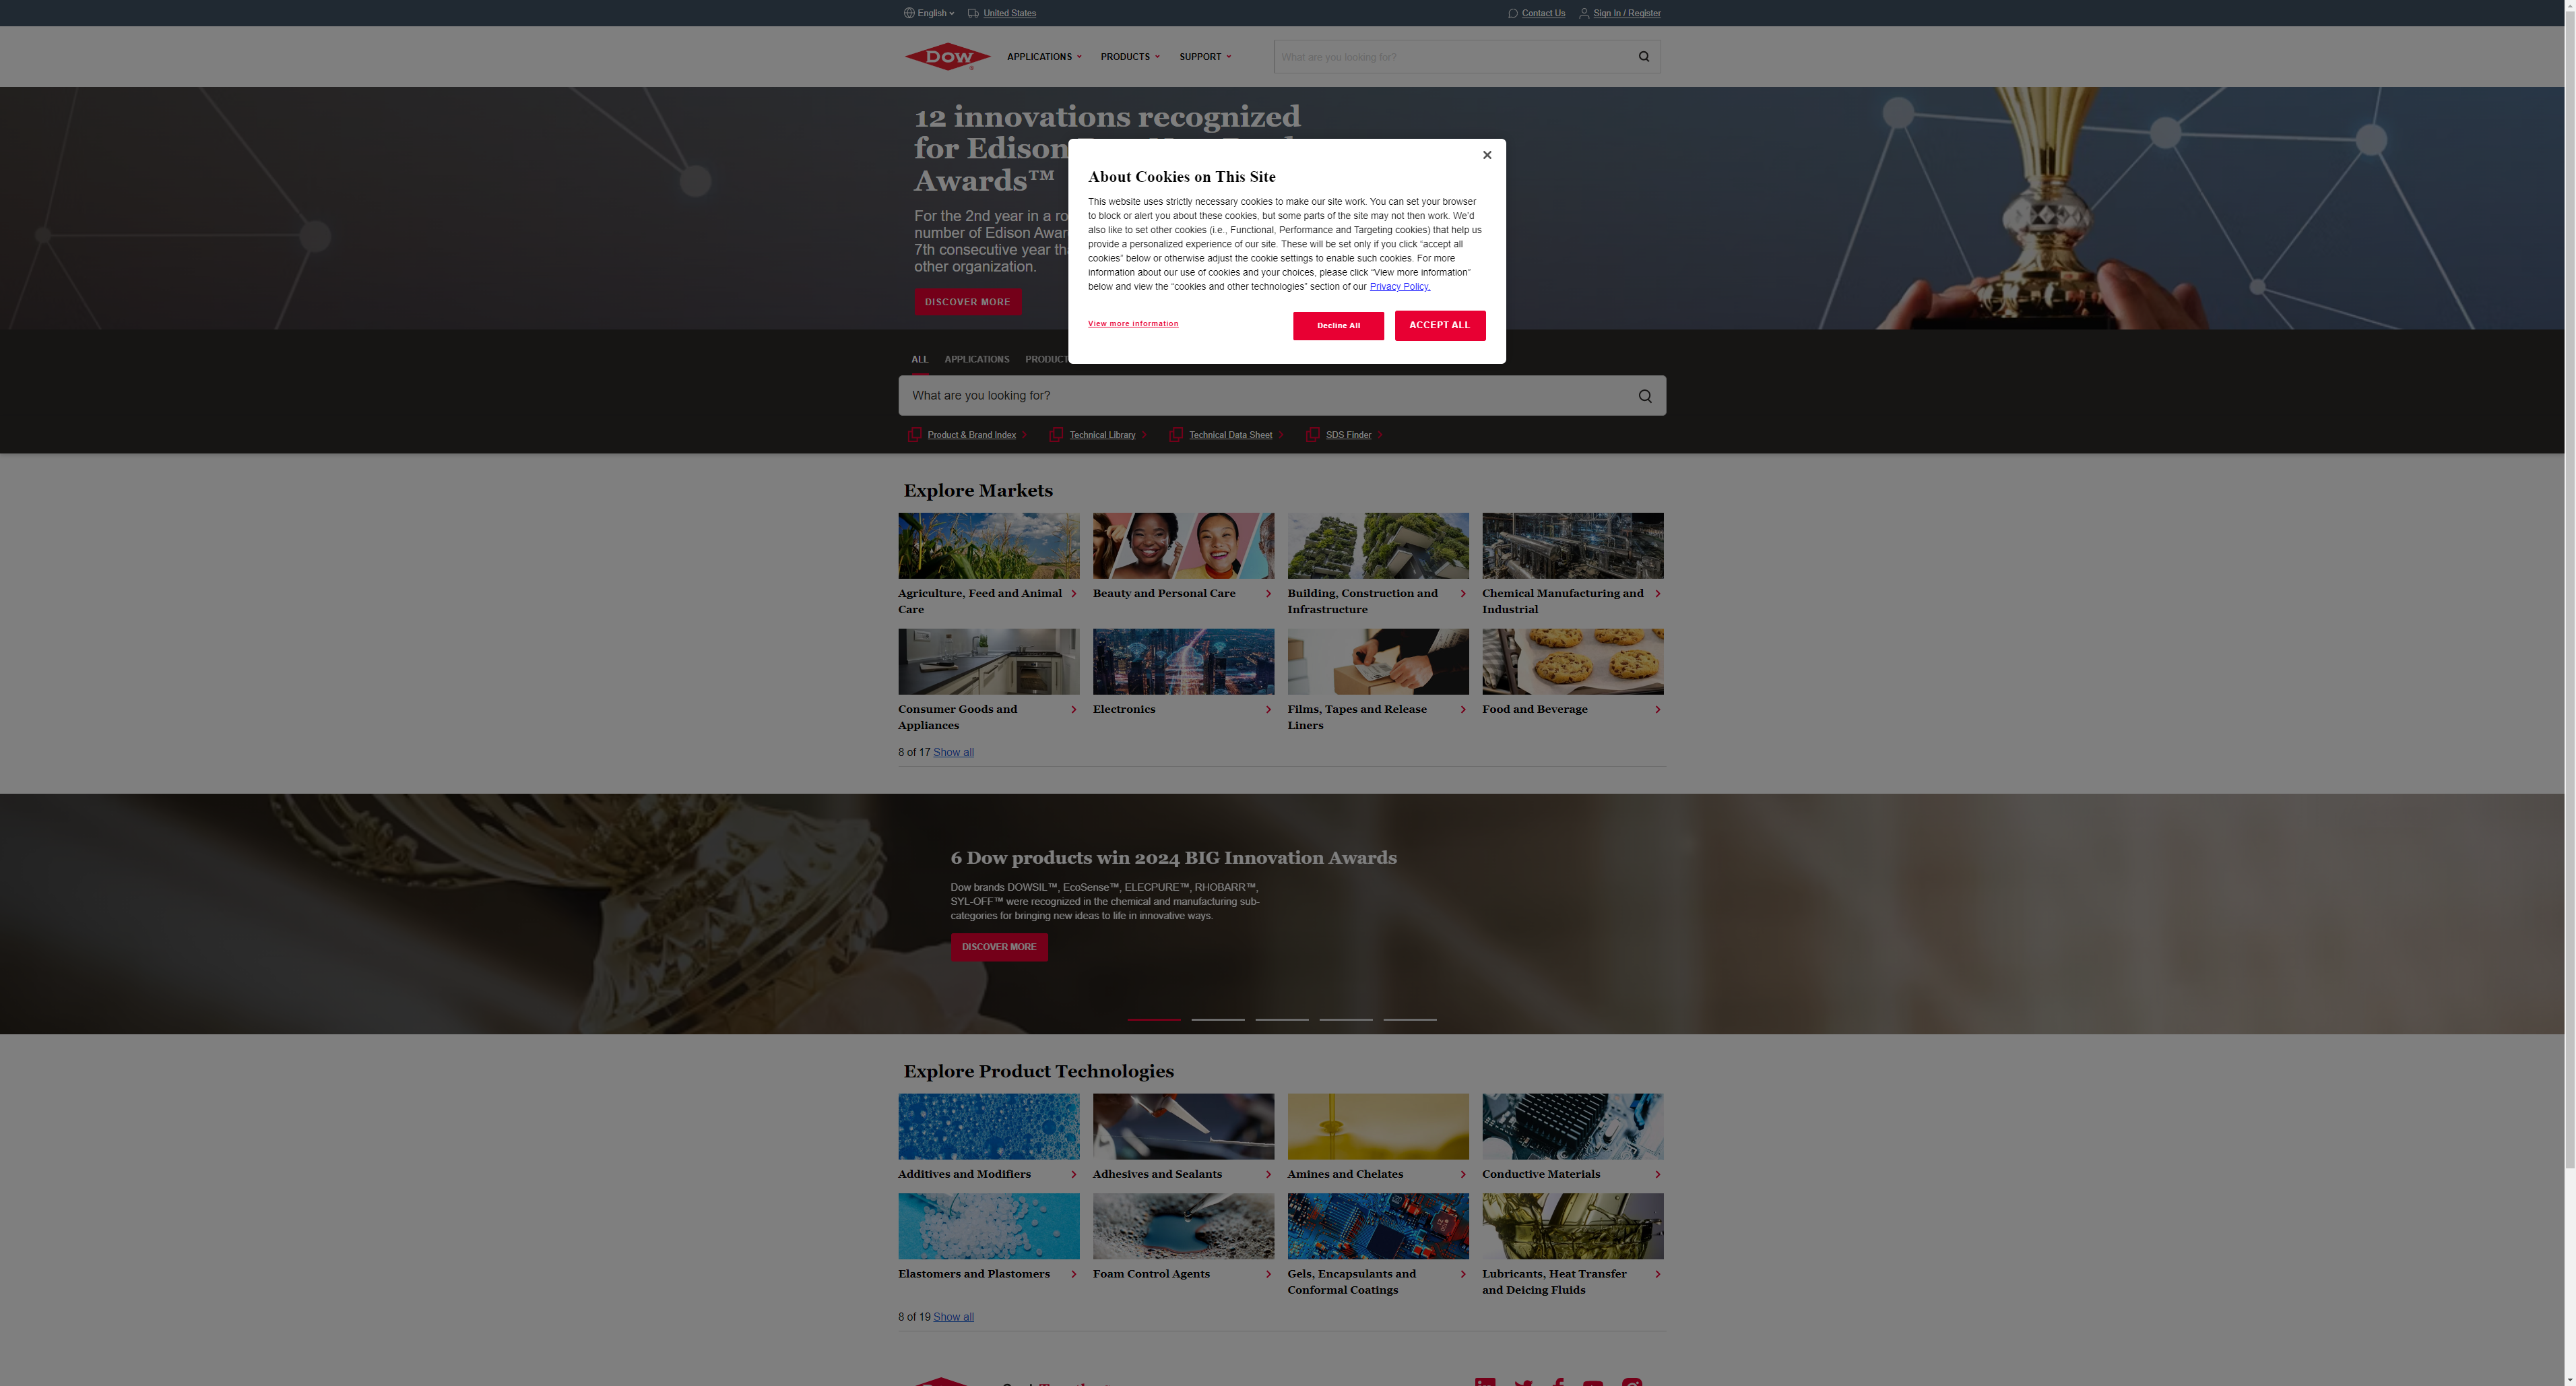 English
United States
Contact Us
Sign In / Register
DOW
APPLICATIONS
PRODUCTS
SUPPORT
What are you looking for?
12 innovations recognized
for Edison
Awards™
For the 2nd year in a ro
number of Edison Awar
7th consecutive year tha
other organization.
DISCOVER MORE
About Cookies on This Site
This website uses strictly necessary cookies to make our site work. You can set your browser
to block or alert you about these cookies, but some parts of the site may not then work. We’d
also like to set other cookies (i.e., Functional, Performance and Targeting cookies) that help us
provide a personalized experience of our site. These will be set only if you click “accept all
cookies” below or otherwise adjust the cookie settings to enable such cookies. For more
information about our use of cookies and your choices, please click “View more information”
below and view the “cookies and other technologies” section of our Privacy Policy.
View more information
Decline All
ACCEPT ALL
ALL
APPLICATIONS
PRODUCT
What are you looking for?
Product & Brand Index
Technical Library
Technical Data Sheet
SDS Finder
Explore Markets
Agriculture, Feed and Animal
Care
Beauty and Personal Care
Building, Construction and
Infrastructure
Chemical Manufacturing and
Industrial
Consumer Goods and
Appliances
Electronics
Films, Tapes and Release
Liners
Food and Beverage
8 of 17 Show all
6 Dow products win 2024 BIG Innovation Awards
Dow brands DOWSIL™, EcoSense™, ELECPURE™, RHOBARR™,
SYL-OFF™ were recognized in the chemical and manufacturing sub-
categories for bringing new ideas to life in innovative ways.
DISCOVER MORE
Explore Product Technologies
Additives and Modifiers
Adhesives and Sealants
Amines and Chelates
Conductive Materials
Elastomers and Plastomers
Foam Control Agents
Gels, Encapsulants and
Conformal Coatings
Lubricants, Heat Transfer
and Deicing Fluids
8 of 19 Show all